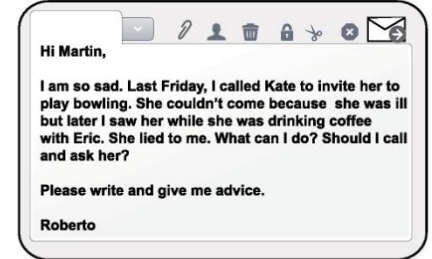 Hi Martin,
I am so sad. Last Friday, I called Kate to invite her to
play bowling. She couldn't come because she was ill
but later I saw her while she was drinking coffee
with Eric. She lied to me. What can I do? Should I call
and ask her?
Please write and give me advice.
Roberto